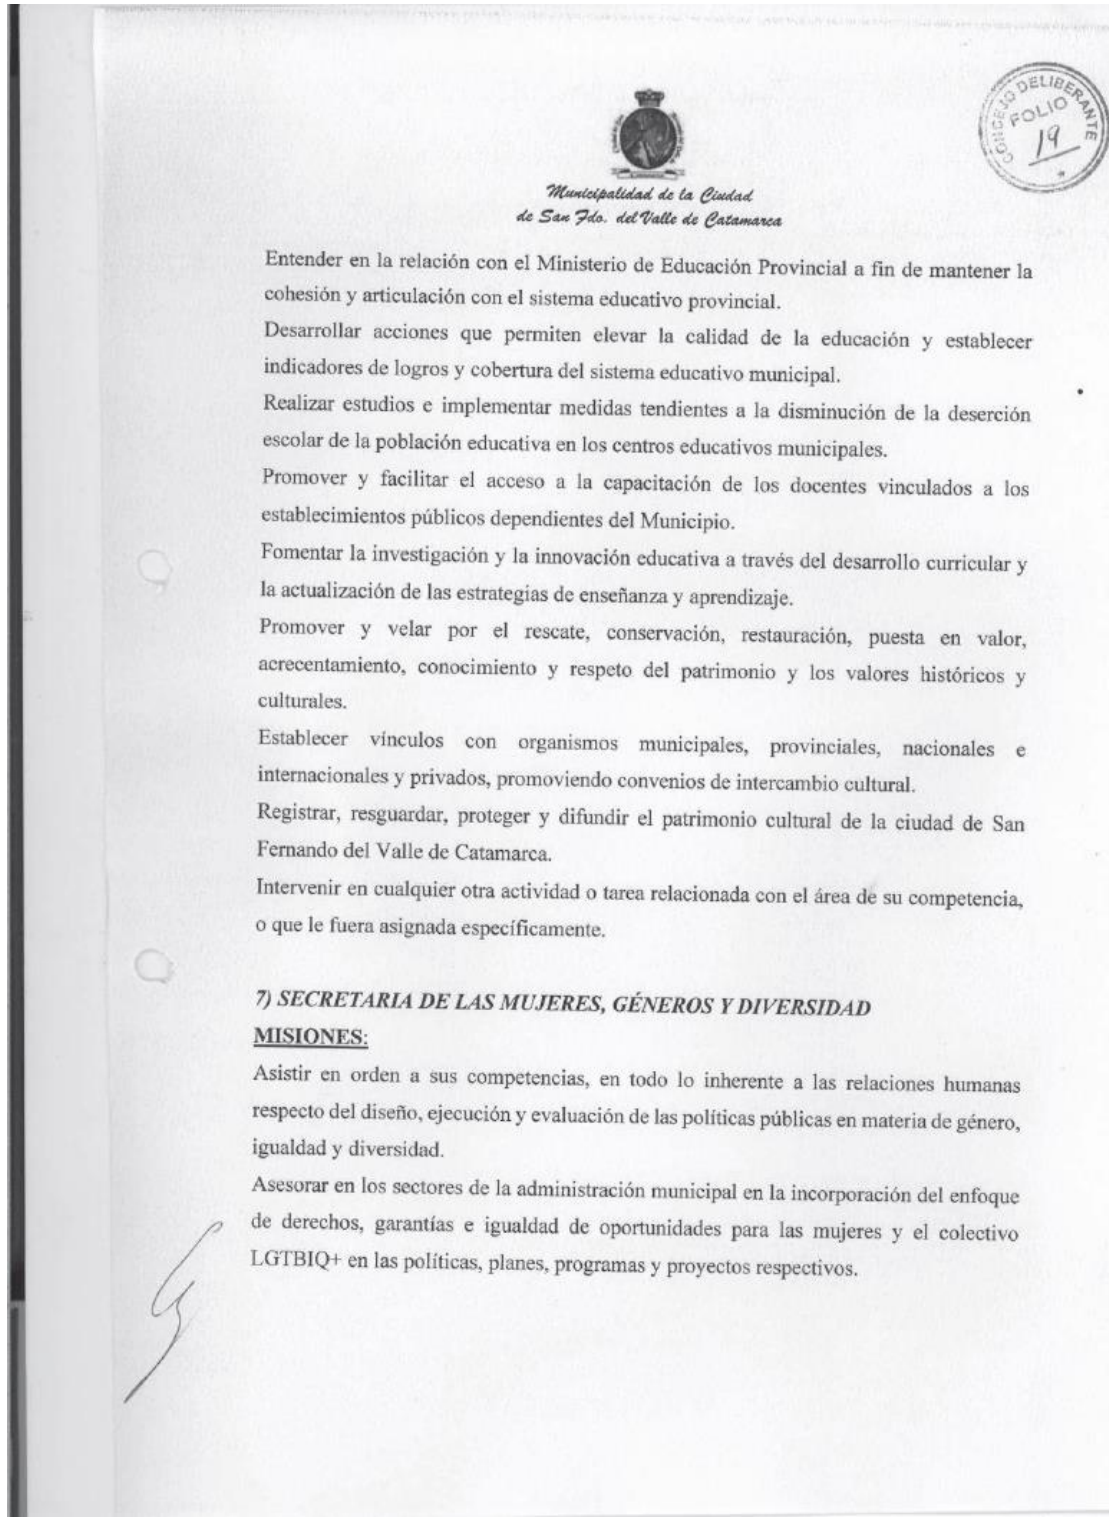 CONCEJO DELIBERANTE
FOLIO
19
Municipalidad de la Ciudad
de San Fdo. del Valle de Catamarca
Entender en la relación con el Ministerio de Educación Provincial a fin de mantener la
cohesión y articulación con el sistema educativo provincial.
Desarrollar acciones que permiten elevar la calidad de la educación y establecer
indicadores de logros y cobertura del sistema educativo municipal.
Realizar estudios e implementar medidas tendientes a la disminución de la deserción
escolar de la población educativa en los centros educativos municipales.
Promover y facilitar el acceso a la capacitación de los docentes vinculados a los
establecimientos públicos dependientes del Municipio.
Fomentar la investigación y la innovación educativa a través del desarrollo curricular y
la actualización de las estrategias de enseñanza y aprendizaje.
Promover y velar por el rescate, conservación, restauración, puesta en valor,
acrecentamiento, conocimiento y respeto del patrimonio y los valores históricos y
culturales.
Establecer vínculos con organismos municipales, provinciales, nacionales e
internacionales y privados, promoviendo convenios de intercambio cultural.
Registrar, resguardar, proteger y difundir el patrimonio cultural de la ciudad de San
Fernando del Valle de Catamarca.
Intervenir en cualquier otra actividad o tarea relacionada con el área de su competencia,
o que le fuera asignada específicamente.
7) SECRETARIA DE LAS MUJERES, GÉNEROS Y DIVERSIDAD
MISIONES:
Asistir en orden a sus competencias, en todo lo inherente a las relaciones humanas
respecto del diseño, ejecución y evaluación de las políticas públicas en materia de género,
igualdad y diversidad.
Asesorar en los sectores de la administración municipal en la incorporación del enfoque
de derechos, garantías e igualdad de oportunidades para las mujeres y el colectivo
LGTBIQ+ en las políticas, planes, programas y proyectos respectivos.